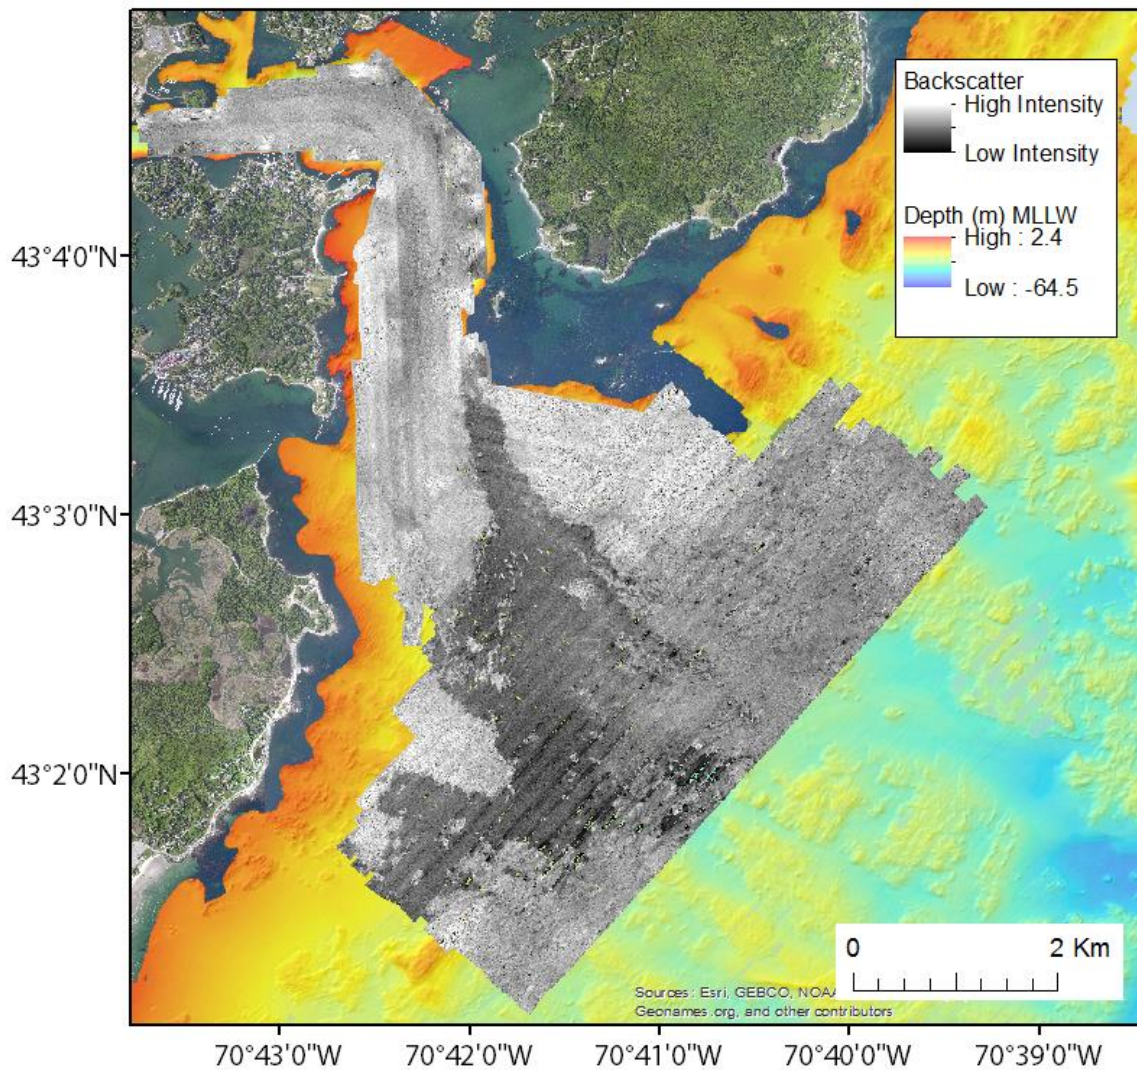 Backscatter
High Intensity
Low Intensity
Depth (m) MLLW
High : 2.4
Low : -64.5
43°4'0"N
43°3'0"N
43°2'0"N
0 2 Km
Sources: Esri, GEBCO, NOAA
Geonames.org, and other contributors
70°43'0"W 70°42'0"W 70°41'0"W 70°40'0"W 70°39'0"W